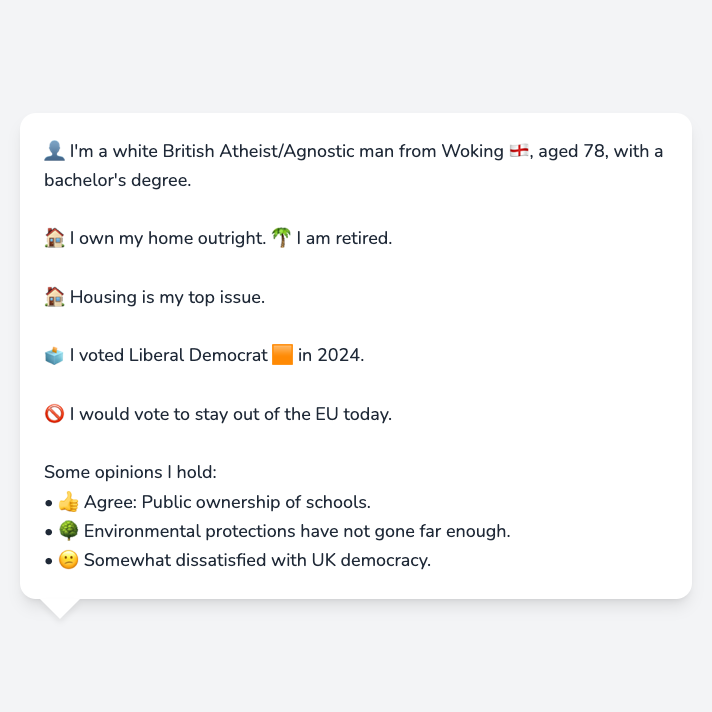 👤 I'm a white British Atheist/Agnostic man from Woking 🏴󠁧󠁢󠁥󠁮󠁧󠁿, aged 78, with a
bachelor's degree.
🏠 I own my home outright. 🌴 I am retired.
🏠 Housing is my top issue.
🗳️ I voted Liberal Democrat 🟧 in 2024.
🚫 I would vote to stay out of the EU today.
Some opinions I hold:
• 👍 Agree: Public ownership of schools.
• 🌳 Environmental protections have not gone far enough.
• 🙁 Somewhat dissatisfied with UK democracy.